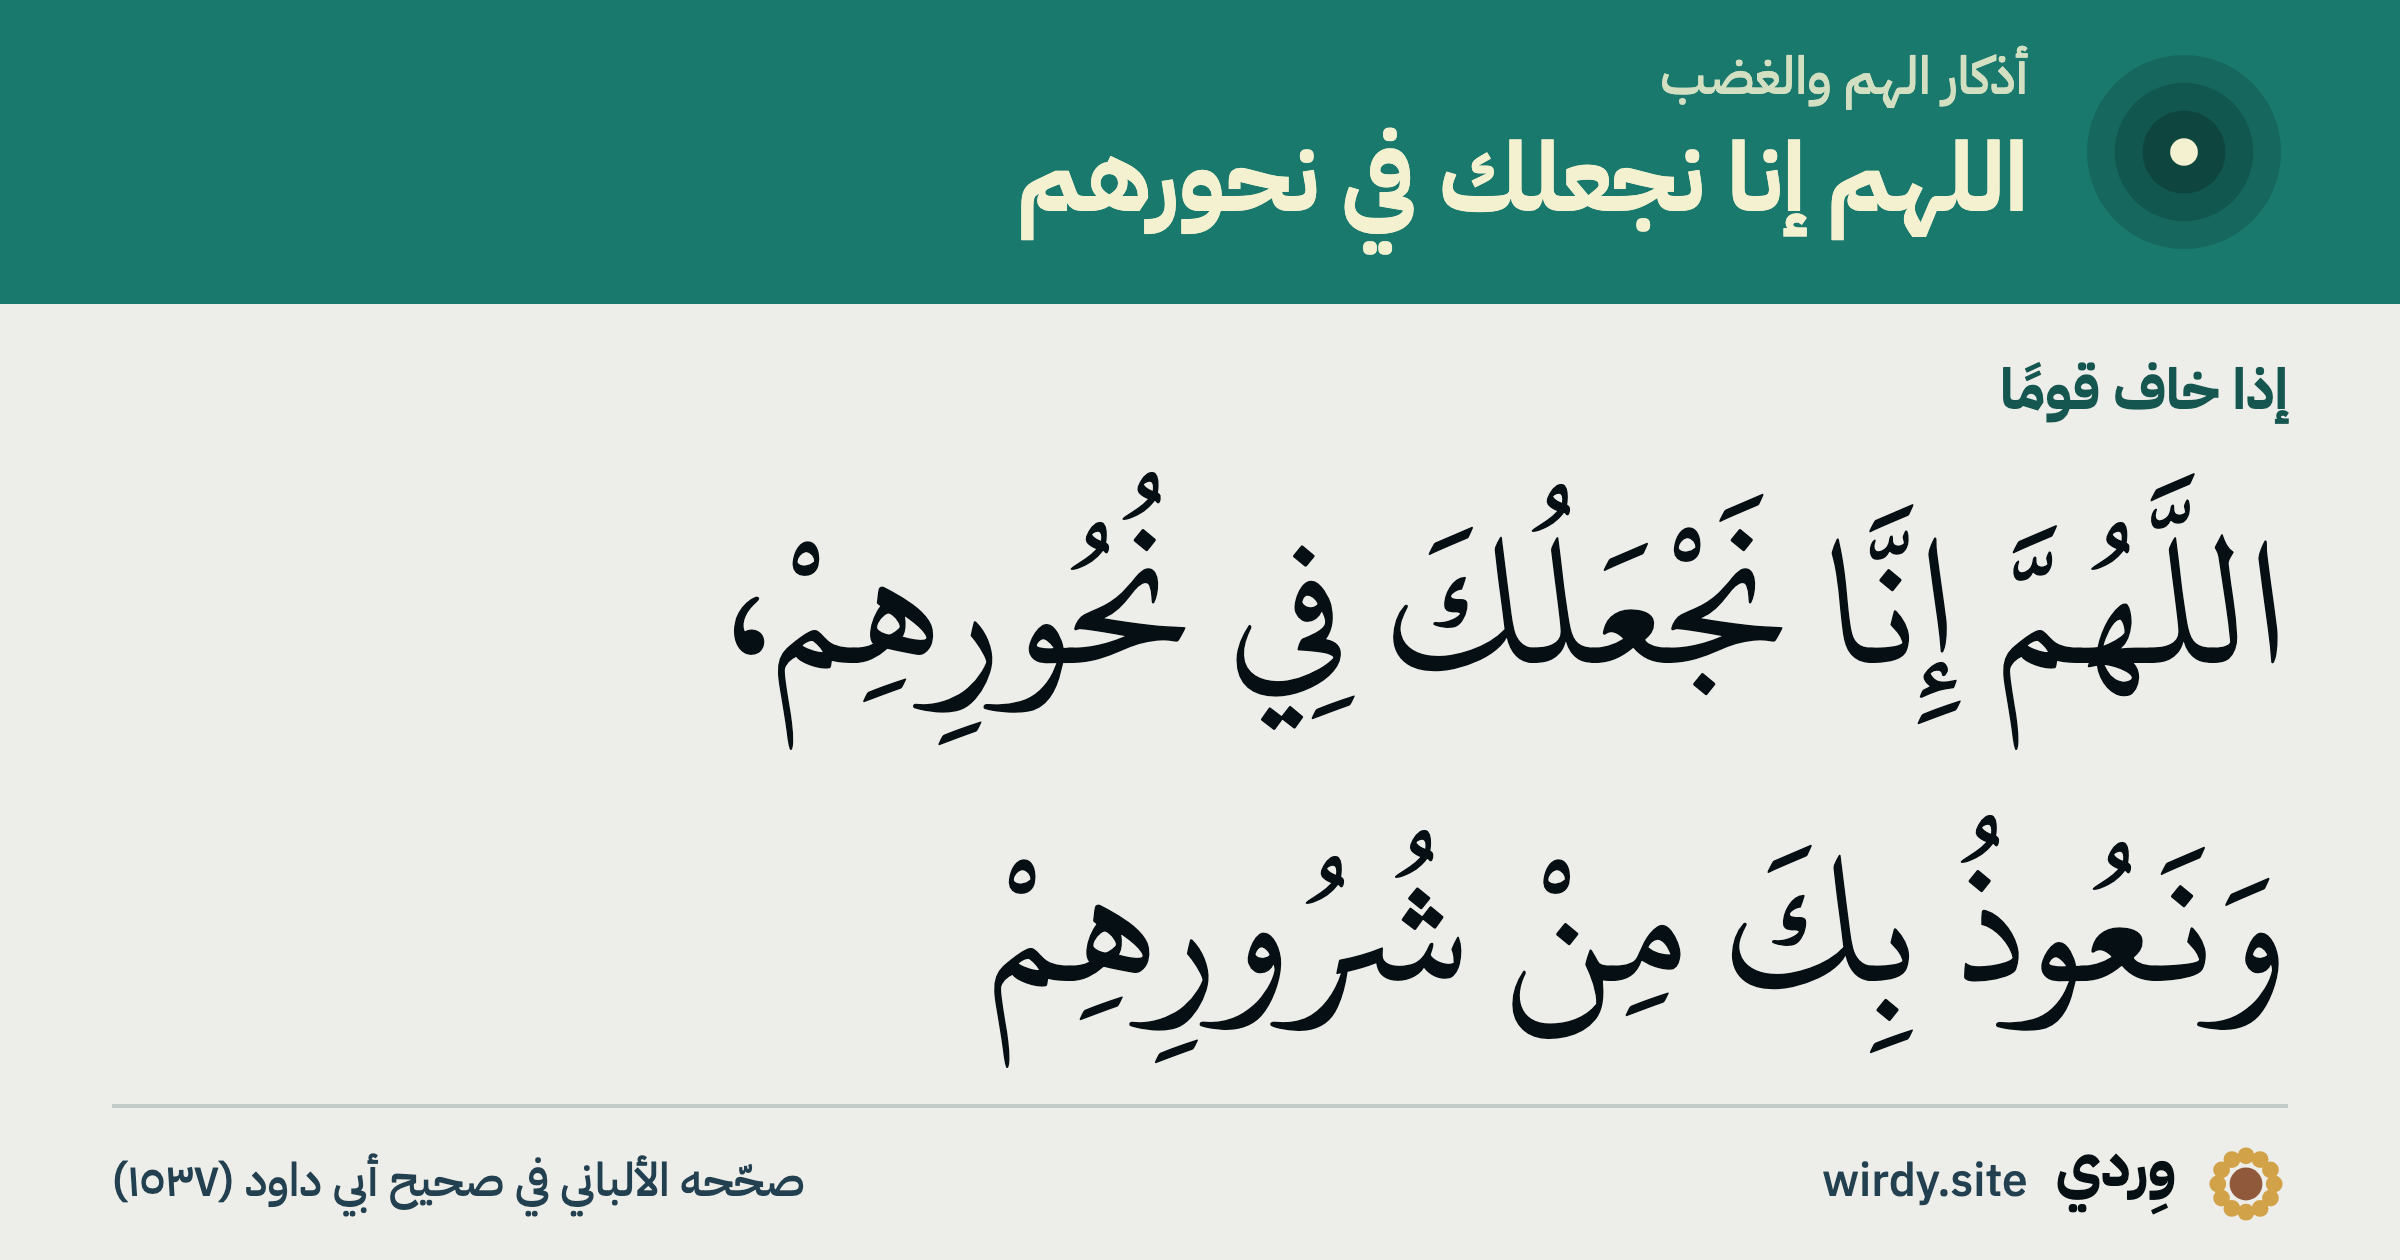 أذكار الهم والغضب
اللهم إنا نجعلك في نحورهم
إذا خاف قومًا
اللَّهُمَّ إِنَّا نَجْعَلُكَ فِي نُحُورِهِمْ،
وَنَعُوذُ بِكَ مِنْ شُرُورِهِمْ
وِردي wirdy.site
صحّحه الألباني في صحيح أبي داود (١٥٣٧)